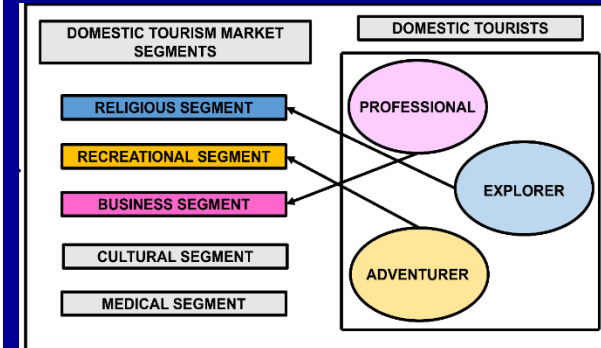 DOMESTIC TOURISM MARKET
SEGMENTS
RELIGIOUS SEGMENT
RECREATIONAL SEGMENT
BUSINESS SEGMENT
CULTURAL SEGMENT
MEDICAL SEGMENT
DOMESTIC TOURISTS
PROFESSIONAL
EXPLORER
ADVENTURER